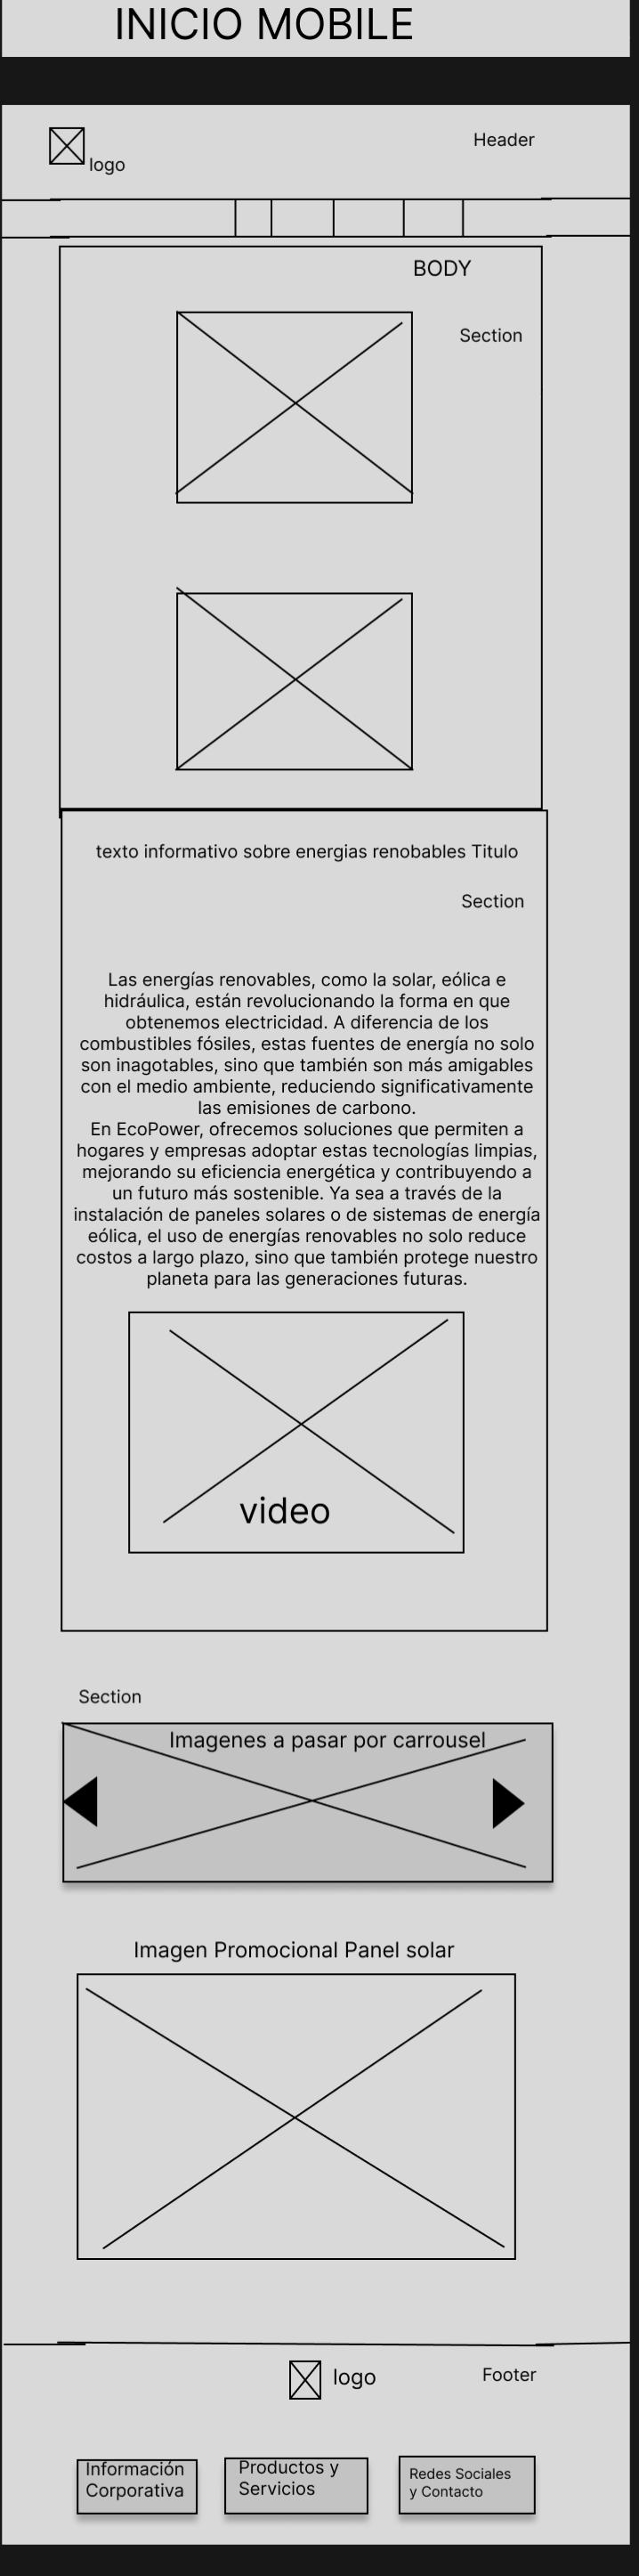 INICIO MOBILE
logo
Header
BODY
Section
texto informativo sobre energias renobables Titulo
Section
Las energías renovables, como la solar, eólica e
hidráulica, están revolucionando la forma en que
obtenemos electricidad. A diferencia de los
combustibles fósiles, estas fuentes de energía no solo
son inagotables, sino que también son más amigables
con el medio ambiente, reduciendo significativamente
las emisiones de carbono.
En EcoPower, ofrecemos soluciones que permiten a
hogares y empresas adoptar estas tecnologías limpias,
mejorando su eficiencia energética y contribuyendo a
un futuro más sostenible. Ya sea a través de la
instalación de paneles solares o de sistemas de energía
eólica, el uso de energías renovables no solo reduce
costos a largo plazo, sino que también protege nuestro
planeta para las generaciones futuras.
video
Section
Imagenes a pasar por carrousel
Imagen Promocional Panel solar
logo
Footer
Información
Corporativa
Productos y
Servicios
Redes Sociales
y Contacto